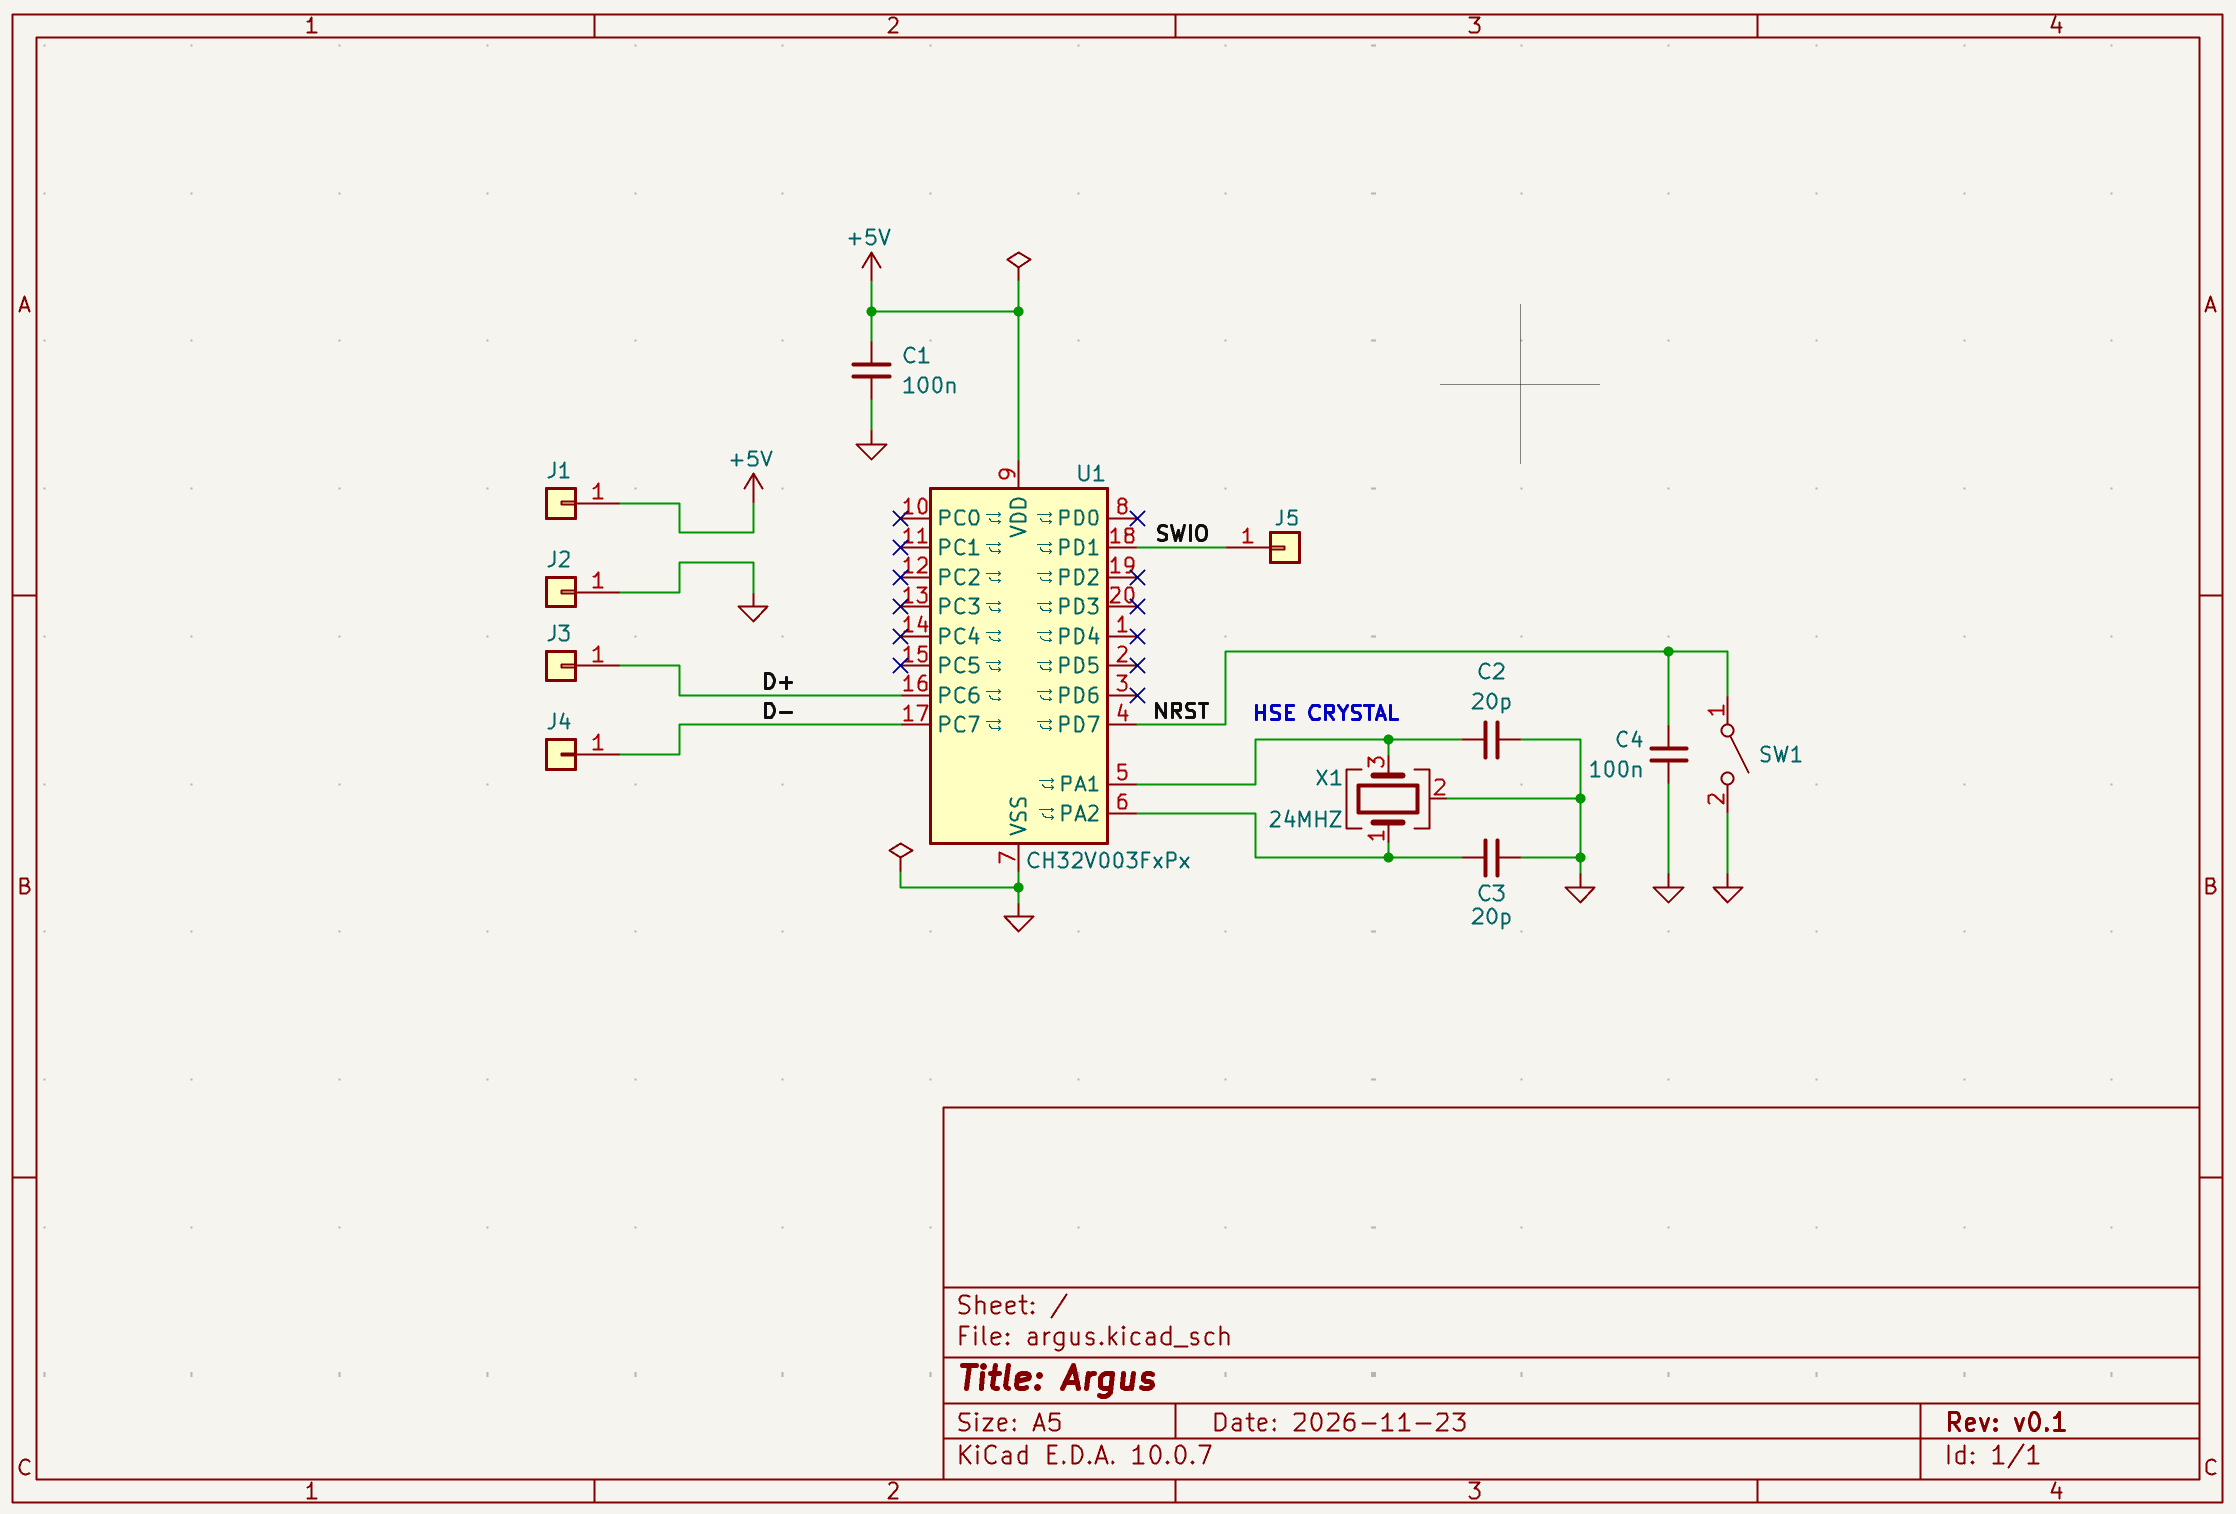 1 2 3 4
A A
+5V
C1
100n
+5V
J1
1
J2
1
J3
1
J4
1
D+
D-
U1
9
VDD
10 PC0 PD0 8
11 PC1 PD1 18
12 PC2 PD2 19
13 PC3 PD3 20
14 PC4 PD4 1
15 PC5 PD5 2
16 PC6 PD6 3
17 PC7 PD7 4
PA1 5
PA2 6
VSS
7
CH32V003FxPx
SWIO
1
J5
NRST
HSE CRYSTAL
C2
20p
X1
24MHZ
3
2
1
C3
20p
C4
100n
1
SW1
2
B B
Sheet: /
File: argus.kicad_sch
Title: Argus
Size: A5 Date: 2026-11-23 Rev: v0.1
KiCad E.D.A. 10.0.7 Id: 1/1
C C
1 2 3 4